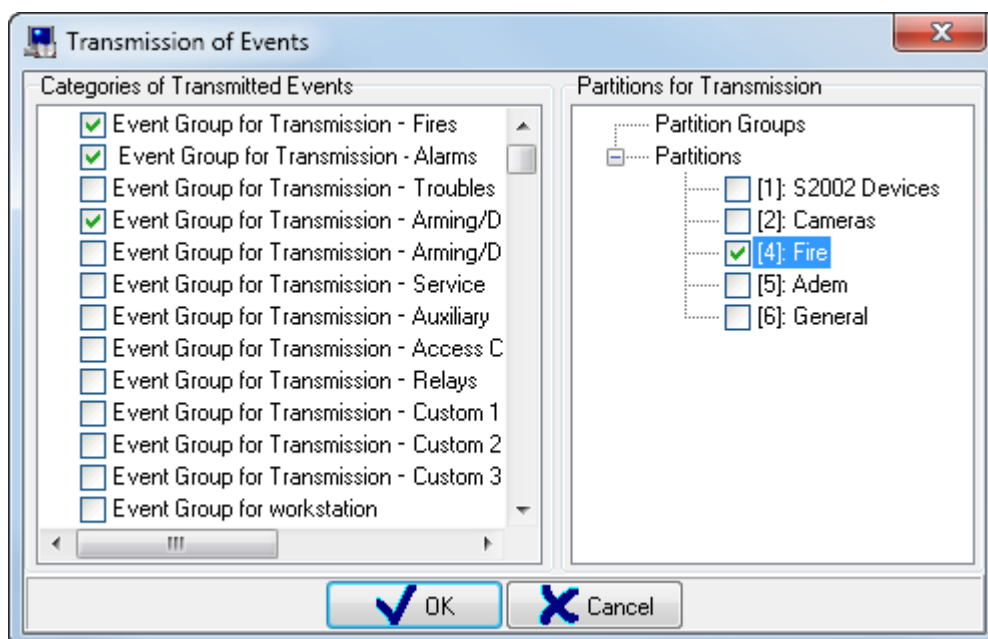 Transmission of Events
Categories of Transmitted Events
Event Group for Transmission - Fires
Event Group for Transmission - Alarms
Event Group for Transmission - Troubles
Event Group for Transmission - Arming/D
Event Group for Transmission - Arming/D
Event Group for Transmission - Service
Event Group for Transmission - Auxiliary
Event Group for Transmission - Access C
Event Group for Transmission - Relays
Event Group for Transmission - Custom 1
Event Group for Transmission - Custom 2
Event Group for Transmission - Custom 3
Event Group for workstation
Partitions for Transmission
Partition Groups
Partitions
[1]: S2002 Devices
[2]: Cameras
[4]: Fire
[5]: Adem
[6]: General
OK
Cancel